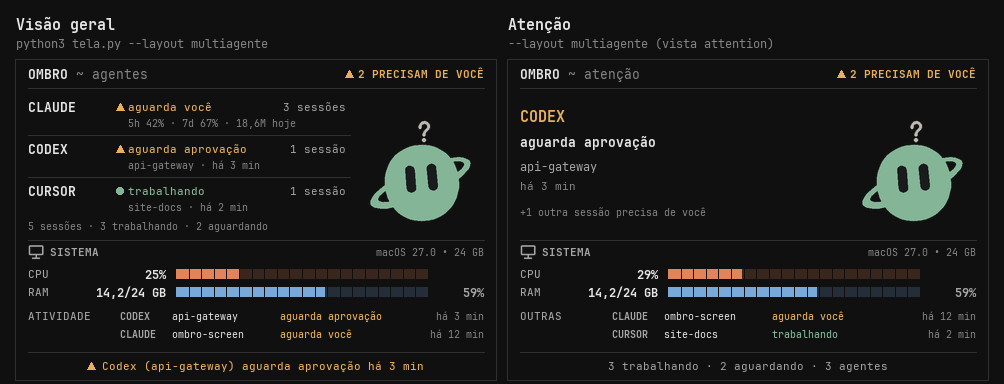 Visão geral
python3 tela.py --layout multiagente
OMBRO ~ agentes
2 PRECISAM DE VOCÊ
CLAUDE aguarda você 3 sessões
5h 42% · 7d 67% · 18,6M hoje
CODEX aguarda aprovação 1 sessão
api-gateway · há 3 min
CURSOR trabalhando 1 sessão
site-docs · há 2 min
5 sessões · 3 trabalhando · 2 aguardando
?
SISTEMA macOS 27.0 • 24 GB
CPU 25%
RAM 14,2/24 GB 59%
ATIVIDADE CODEX api-gateway aguarda aprovação há 3 min
CLAUDE ombro-screen aguarda você há 12 min
Codex (api-gateway) aguarda aprovação há 3 min
Atenção
--layout multiagente (vista attention)
OMBRO ~ atenção
2 PRECISAM DE VOCÊ
CODEX
aguarda aprovação
api-gateway
há 3 min
+1 outra sessão precisa de você
?
SISTEMA macOS 27.0 • 24 GB
CPU 29%
RAM 14,2/24 GB 59%
OUTRAS CLAUDE ombro-screen aguarda você há 12 min
CURSOR site-docs trabalhando há 2 min
3 trabalhando · 2 aguardando · 3 agentes